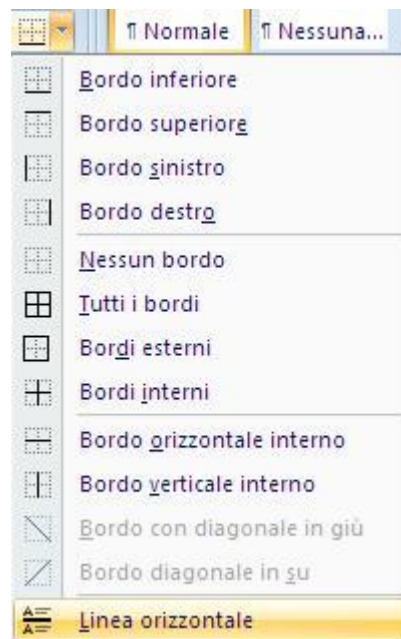 ¶ Normale ¶ Nessuna...
Bordo inferiore
Bordo superiore
Bordo sinistro
Bordo destro
Nessun bordo
Tutti i bordi
Bordi esterni
Bordi interni
Bordo orizzontale interno
Bordo verticale interno
Bordo con diagonale in giù
Bordo diagonale in su
Linea orizzontale